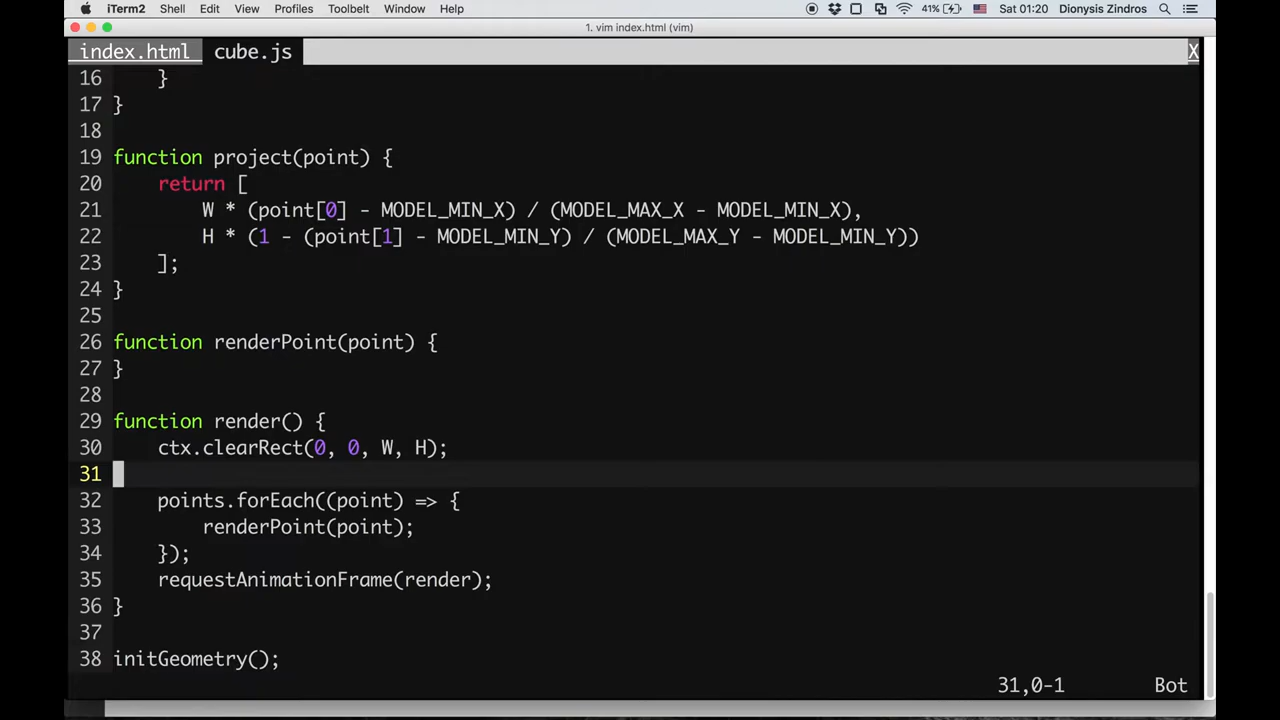 iTerm2 Shell Edit View Profiles Toolbelt Window Help 41% Sat 01:20 Dionysis Zindros
1. vim index.html (vim)
index.html cube.js X
16     }
17 }
18
19 function project(point) {
20     return [
21         W * (point[0] - MODEL_MIN_X) / (MODEL_MAX_X - MODEL_MIN_X),
22         H * (1 - (point[1] - MODEL_MIN_Y) / (MODEL_MAX_Y - MODEL_MIN_Y))
23     ];
24 }
25
26 function renderPoint(point) {
27 }
28
29 function render() {
30     ctx.clearRect(0, 0, W, H);
31
32     points.forEach((point) => {
33         renderPoint(point);
34     });
35     requestAnimationFrame(render);
36 }
37
38 initGeometry();
31,0-1 Bot